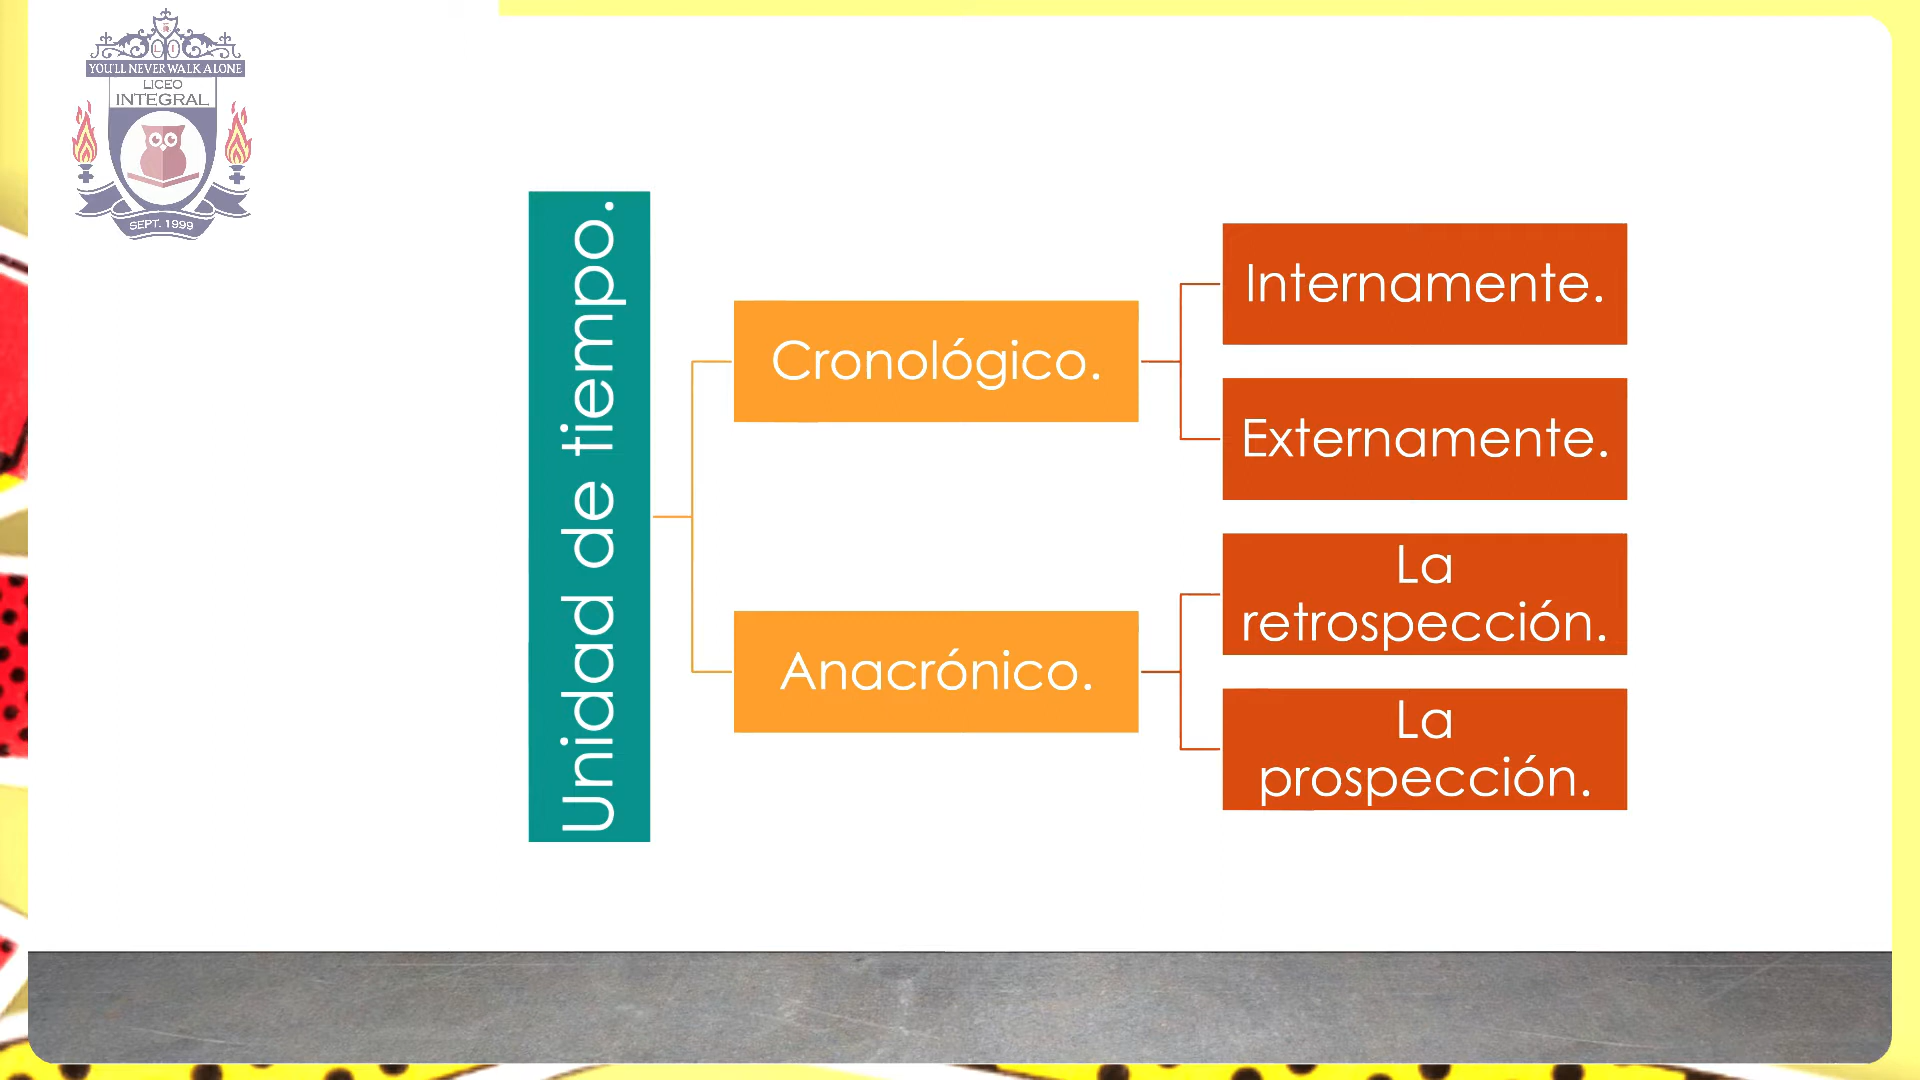 L I
YOU'LL NEVER WALK ALONE
LICEO
INTEGRAL
SEPT. 1999
Unidad de tiempo.
Cronológico.
Internamente.
Externamente.
Anacrónico.
La
retrospección.
La
prospección.